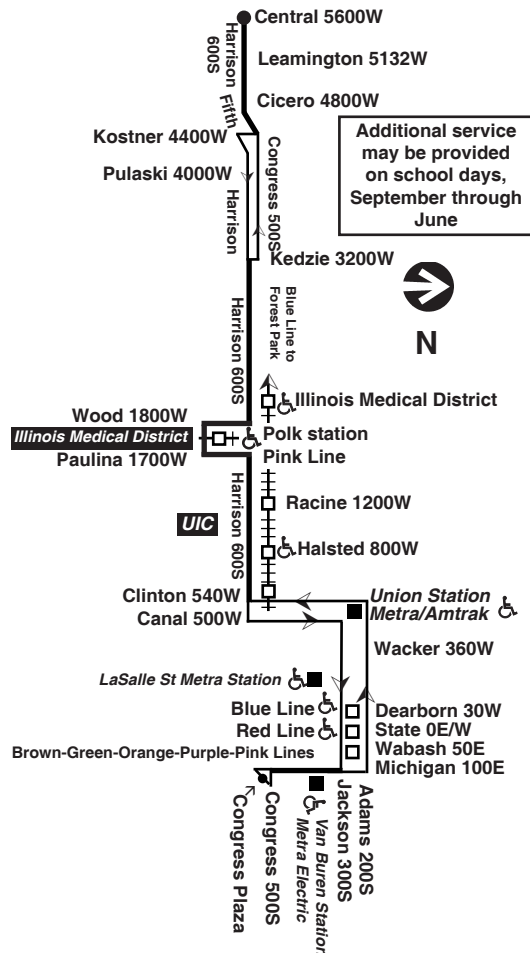 Central 5600W
Harrison
600S
Leamington 5132W
Cicero 4800W
Fifth
Kostner 4400W
Additional service
may be provided
on school days,
September through
June
Pulaski 4000W
Congress 500S
Harrison
Kedzie 3200W
Blue Line to
Forest Park
N
Harrison 600S
Illinois Medical District
Wood 1800W
Illinois Medical District
Polk station
Paulina 1700W
Pink Line
Harrison 600S
Racine 1200W
UIC
Halsted 800W
Clinton 540W
Union Station
Metra/Amtrak
Canal 500W
Wacker 360W
LaSalle St Metra Station
Blue Line
Dearborn 30W
Red Line
State 0E/W
Brown-Green-Orange-Purple-Pink Lines
Wabash 50E
Michigan 100E
Congress Plaza
Congress 500S
Van Buren Station
Metra Electric
Jackson 300S
Adams 200S